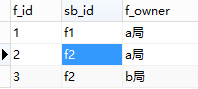 f_id sb_id f_owner
1 f1 a局
2 f2 a局
3 f2 b局